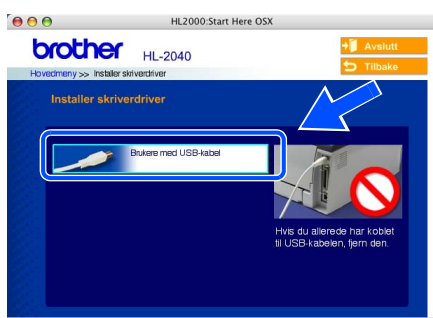 HL2000:Start Here OSX
brother HL-2040
Avslutt
Tilbake
Hovedmeny >> Installer skriverdriver
Installer skriverdriver
Brukere med USB-kabel
Hvis du allerede har koblet
til USB-kabelen, fjern den.